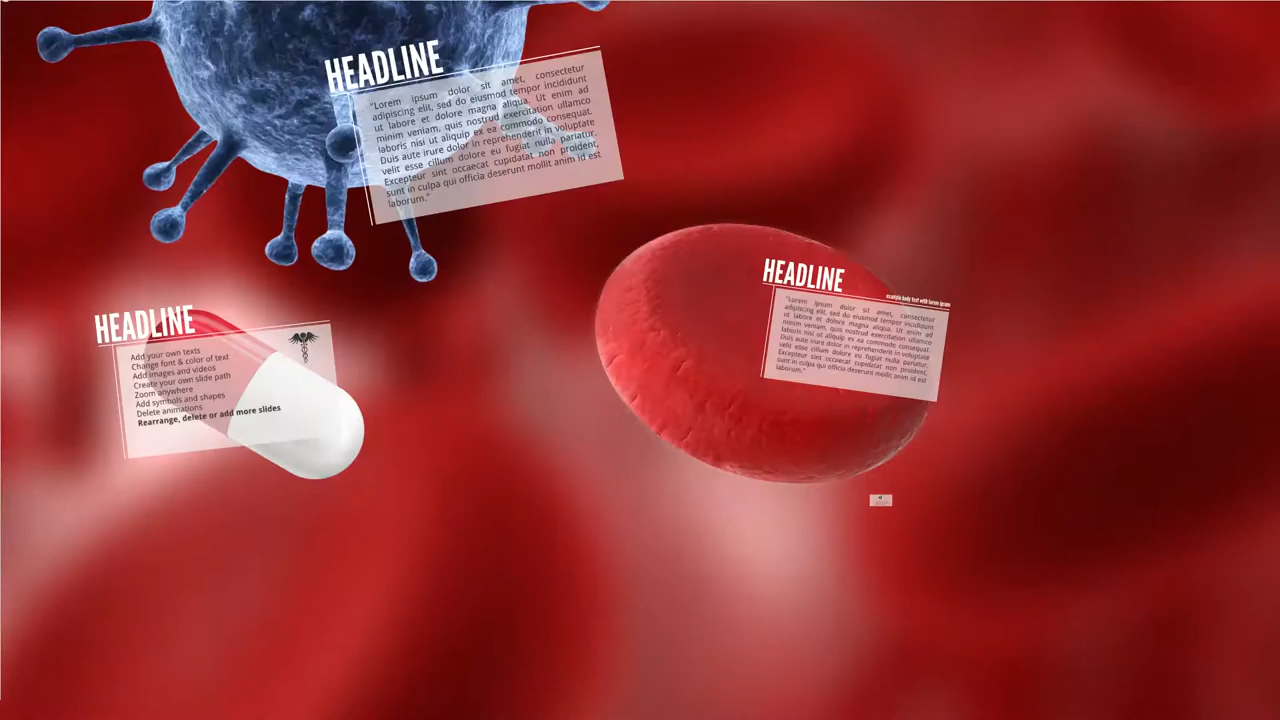 HEADLINE
"Lorem ipsum dolor sit amet, consectetur
adipiscing elit, sed do eiusmod tempor incididunt
ut labore et dolore magna aliqua. Ut enim ad
minim veniam, quis nostrud exercitation ullamco
laboris nisi ut aliquip ex ea commodo consequat.
Duis aute irure dolor in reprehenderit in voluptate
velit esse cillum dolore eu fugiat nulla pariatur.
Excepteur sint occaecat cupidatat non proident,
sunt in culpa qui officia deserunt mollit anim id est
laborum."
HEADLINE
example body text with lorem ipsum
"Lorem ipsum dolor sit amet, consectetur
adipiscing elit, sed do eiusmod tempor incididunt
ut labore et dolore magna aliqua. Ut enim ad
minim veniam, quis nostrud exercitation ullamco
laboris nisi ut aliquip ex ea commodo consequat.
Duis aute irure dolor in reprehenderit in voluptate
velit esse cillum dolore eu fugiat nulla pariatur.
Excepteur sint occaecat cupidatat non proident,
sunt in culpa qui officia deserunt mollit anim id est
laborum."
HEADLINE
Add your own texts
Change font & color of text
Add images and videos
Create your own slide path
Zoom anywhere
Add symbols and shapes
Delete animations
Rearrange, delete or add more slides